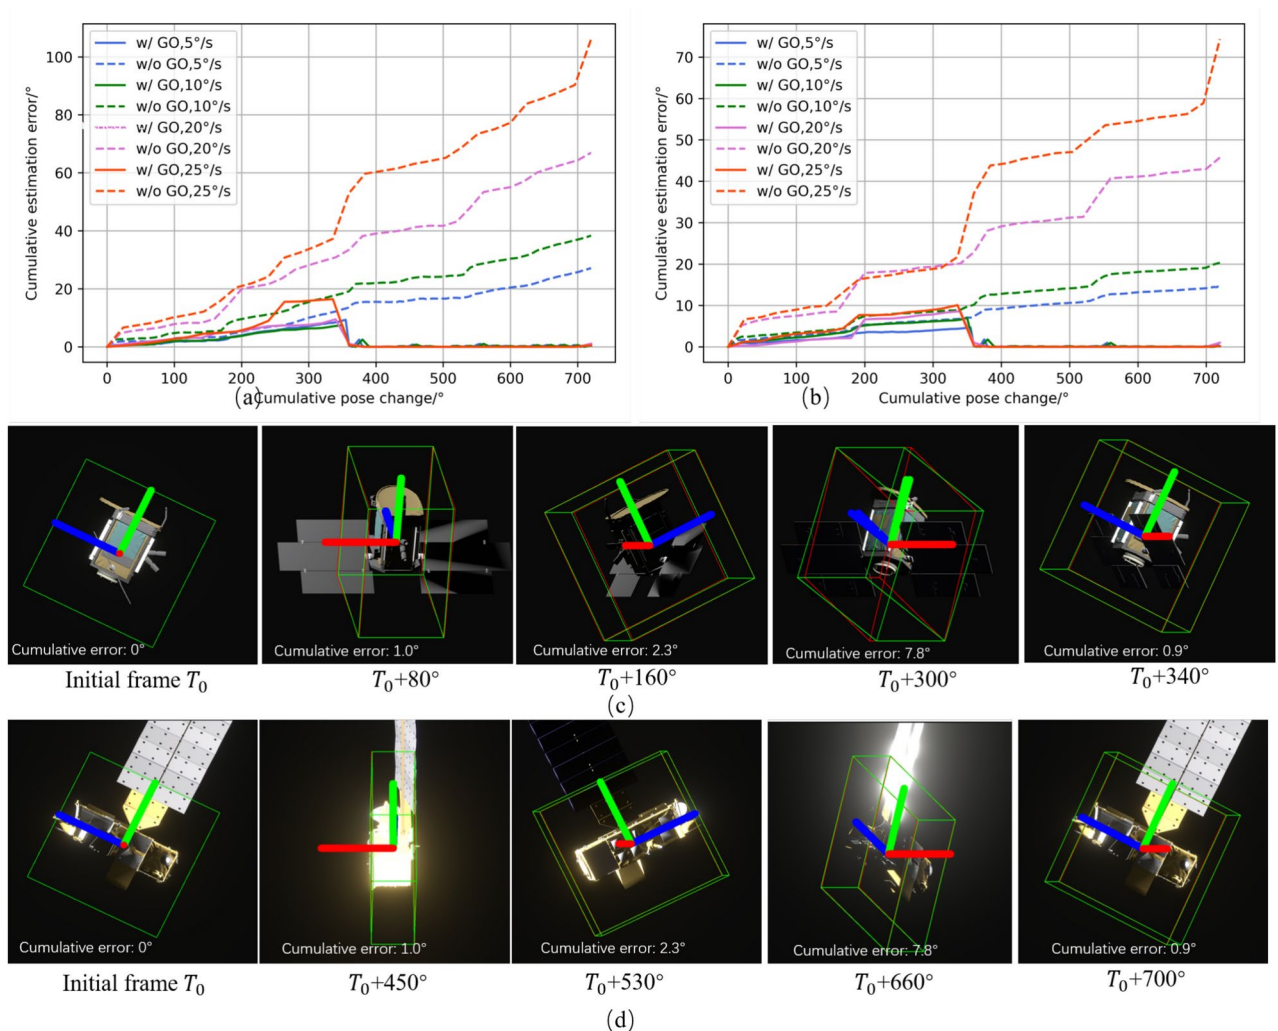 Cumulative estimation error/°
100
80
60
40
20
0
w/ GO,5°/s
w/o GO,5°/s
w/ GO,10°/s
w/o GO,10°/s
w/ GO,20°/s
w/o GO,20°/s
w/ GO,25°/s
w/o GO,25°/s
0 100 200 300 400 500 600 700
(a)
Cumulative pose change/°
Cumulative estimation error/°
70
60
50
40
30
20
10
0
w/ GO,5°/s
w/o GO,5°/s
w/ GO,10°/s
w/o GO,10°/s
w/ GO,20°/s
w/o GO,20°/s
w/ GO,25°/s
w/o GO,25°/s
0 100 200 300 400 500 600 700
(b)
Cumulative pose change/°
Cumulative error: 0° Cumulative error: 1.0° Cumulative error: 2.3° Cumulative error: 7.8° Cumulative error: 0.9°
Initial frame T₀ T₀+80° T₀+160° T₀+300° T₀+340°
(c)
Cumulative error: 0° Cumulative error: 1.0° Cumulative error: 2.3° Cumulative error: 7.8° Cumulative error: 0.9°
Initial frame T₀ T₀+450° T₀+530° T₀+660° T₀+700°
(d)